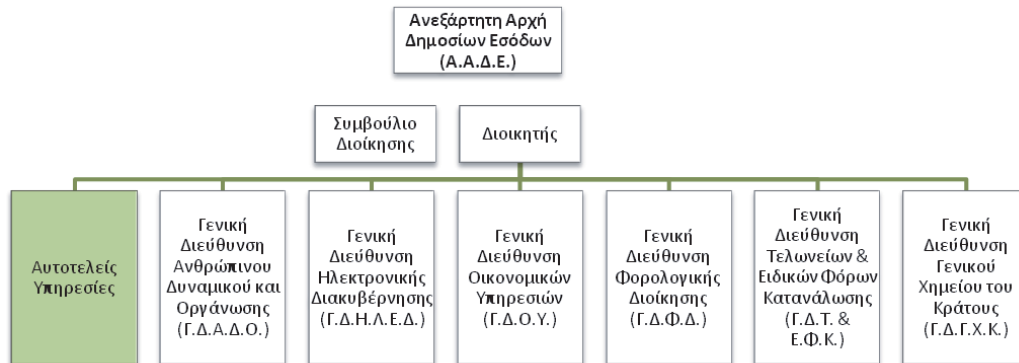 Ανεξάρτητη Αρχή
Δημοσίων Εσόδων
(Α.Α.Δ.Ε.)
Συμβούλιο
Διοίκησης
Διοικητής
Αυτοτελείς
Υπηρεσίες
Γενική
Διεύθυνση
Ανθρώπινου
Δυναμικού και
Οργάνωσης
(Γ.Δ.Α.Δ.Ο.)
Γενική
Διεύθυνση
Ηλεκτρονικής
Διακυβέρνησης
(Γ.Δ.Η.Λ.Ε.Δ.)
Γενική
Διεύθυνση
Οικονομικών
Υπηρεσιών
(Γ.Δ.Ο.Υ.)
Γενική
Διεύθυνση
Φορολογικής
Διοίκησης
(Γ.Δ.Φ.Δ.)
Γενική
Διεύθυνση
Τελωνείων &
Ειδικών Φόρων
Κατανάλωσης
(Γ.Δ.Τ. &
Ε.Φ.Κ.)
Γενική
Διεύθυνση
Γενικού
Χημείου του
Κράτους
(Γ.Δ.Γ.Χ.Κ.)